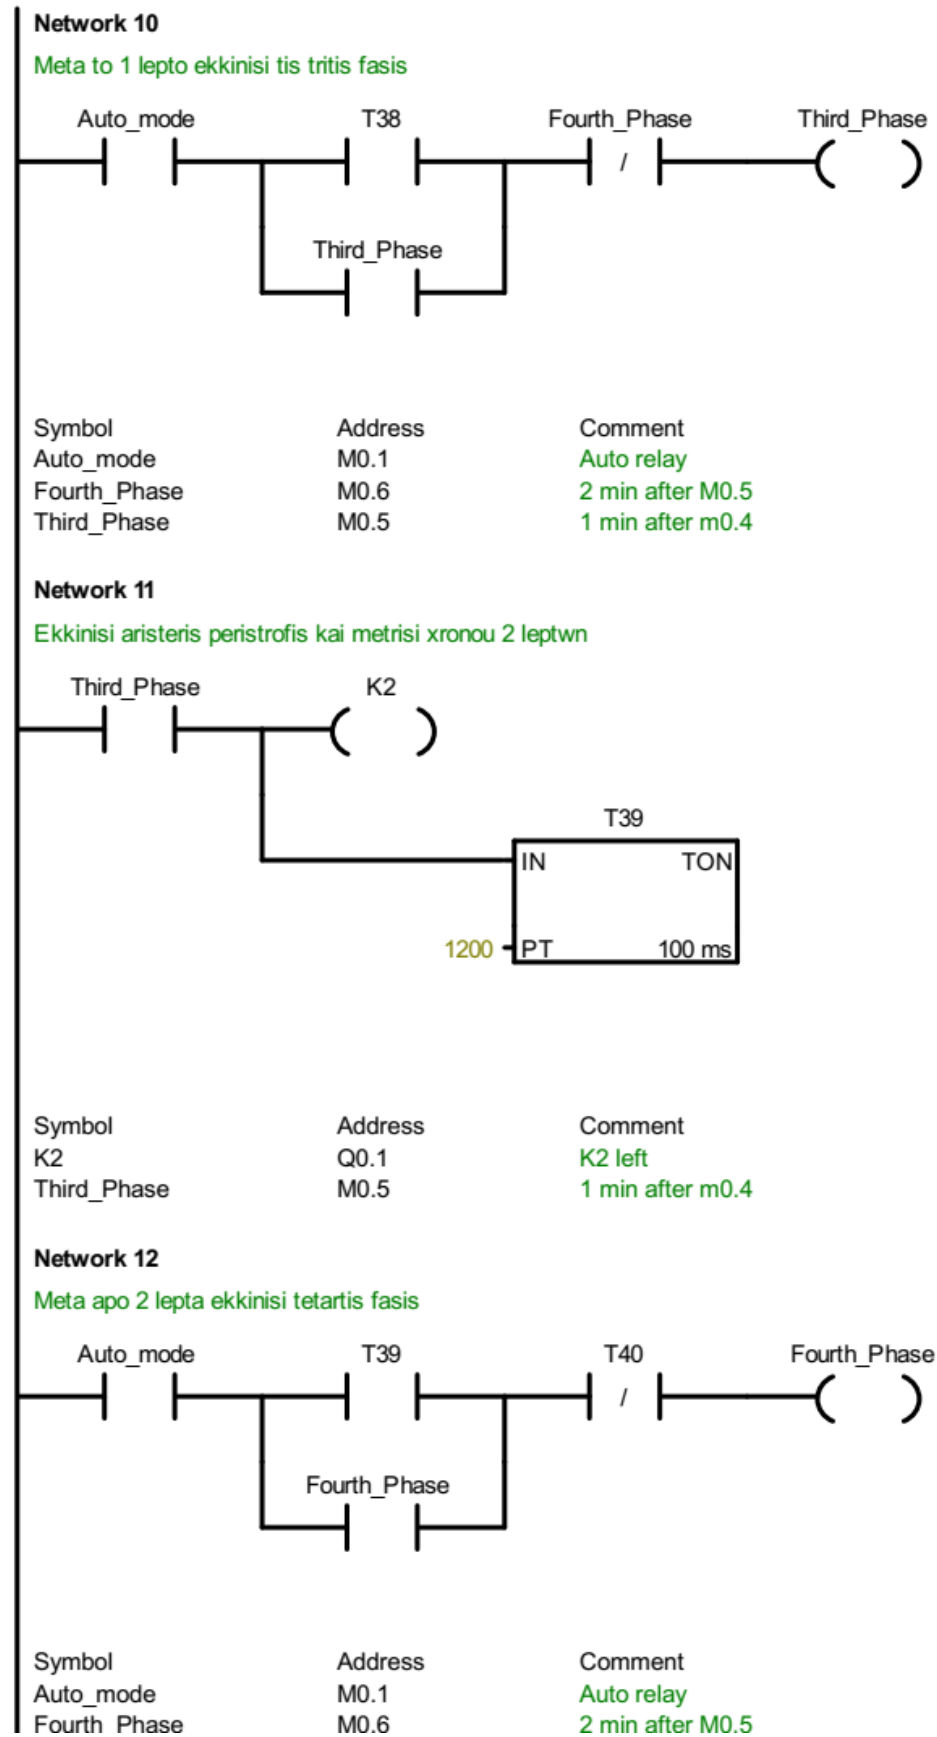 Network 10
Meta to 1 lepto ekkinisi tis tritis fasis
Auto_mode T38 Fourth_Phase Third_Phase
/
Third_Phase
Symbol Address Comment
Auto_mode M0.1 Auto relay
Fourth_Phase M0.6 2 min after M0.5
Third_Phase M0.5 1 min after m0.4
Network 11
Ekkinisi aristeris peristrofis kai metrisi xronou 2 leptwn
Third_Phase K2
T39
IN TON
1200 PT 100 ms
Symbol Address Comment
K2 Q0.1 K2 left
Third_Phase M0.5 1 min after m0.4
Network 12
Meta apo 2 lepta ekkinisi tetartis fasis
Auto_mode T39 T40 Fourth_Phase
/
Fourth_Phase
Symbol Address Comment
Auto_mode M0.1 Auto relay
Fourth_Phase M0.6 2 min after M0.5